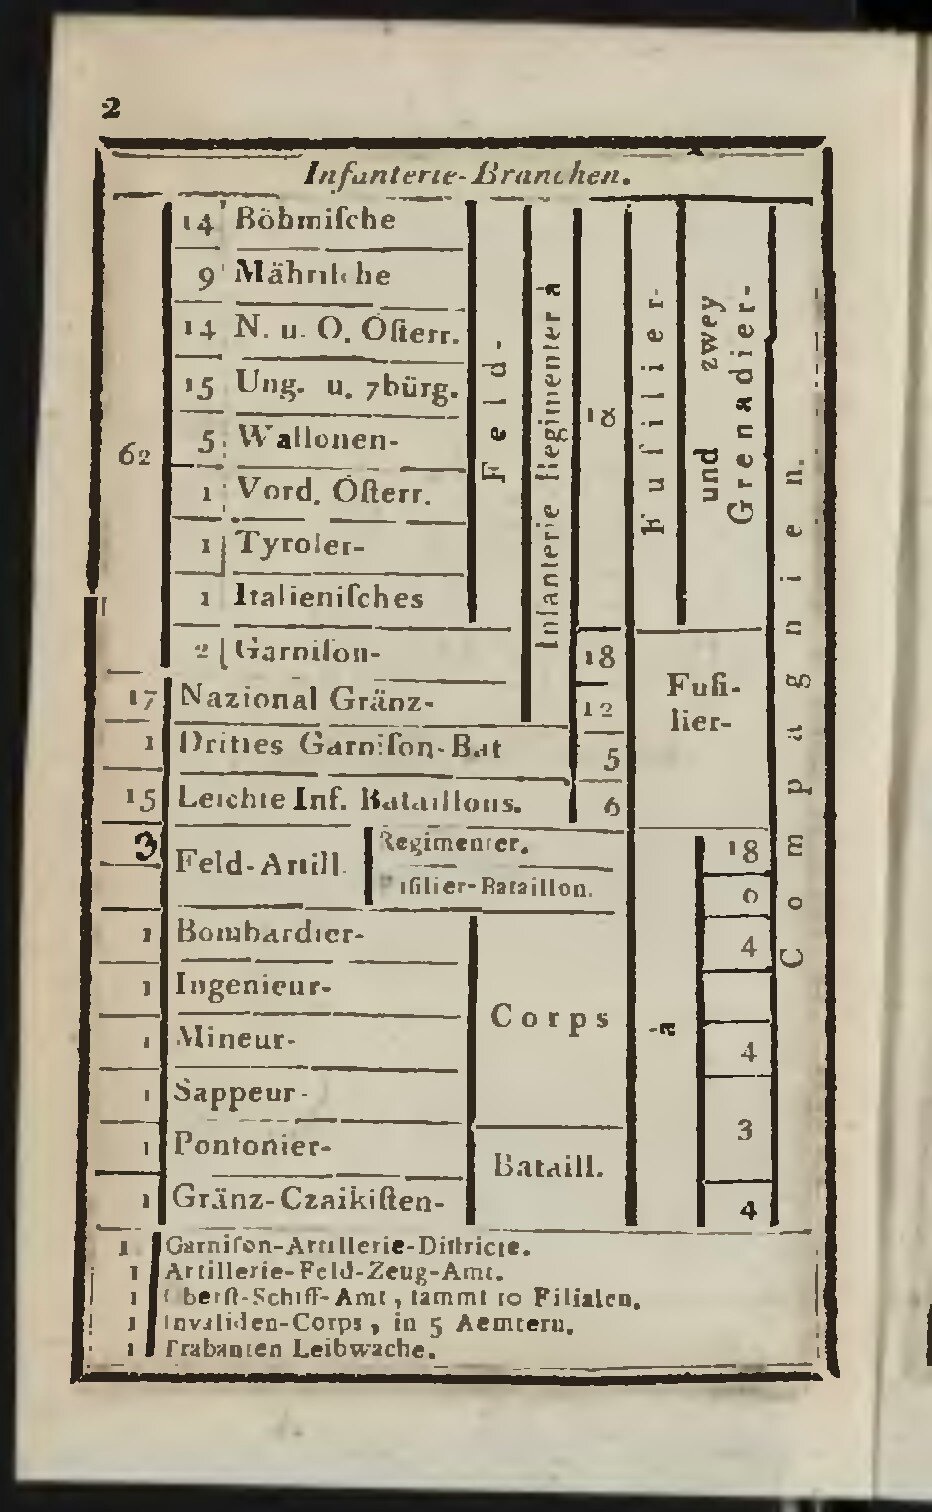 2
Infanterie-Branchen.
62
14 Böhmiſche
9 Mähriſche
14 N. u. O. Öſterr.
15 Ung. u. 7bürg.
5 Wallonen-
1 Vord. Öſterr.
1 Tyroler-
1 Italieniſches
2 Garniſon-
Feld-
Infanterie Regimenter à
18
Fuſilier-
und zwey
Grenadier-
Compagnien.
18
17 Nazional Gränz-
12
Fuſi-
lier-
1 Drittes Garniſon-Bat
5
15 Leichte Inf. Bataillons.
6
3 Feld-Artill.
Regimenter.
18
Füſilier-Bataillon.
1 Bombardier-
4
1 Ingenieur-
Corps
à
1 Mineur-
4
1 Sappeur-
3
1 Pontonier-
Bataill.
1 Gränz-Czaikiſten-
4
1 Garniſon-Artillerie-Diſtricte.
1 Artillerie-Feld-Zeug-Amt.
1 Oberſt-Schiff-Amt, ſammt 10 Filialen.
1 Invaliden-Corps, in 5 Aemtern.
1 Trabanten Leibwache.